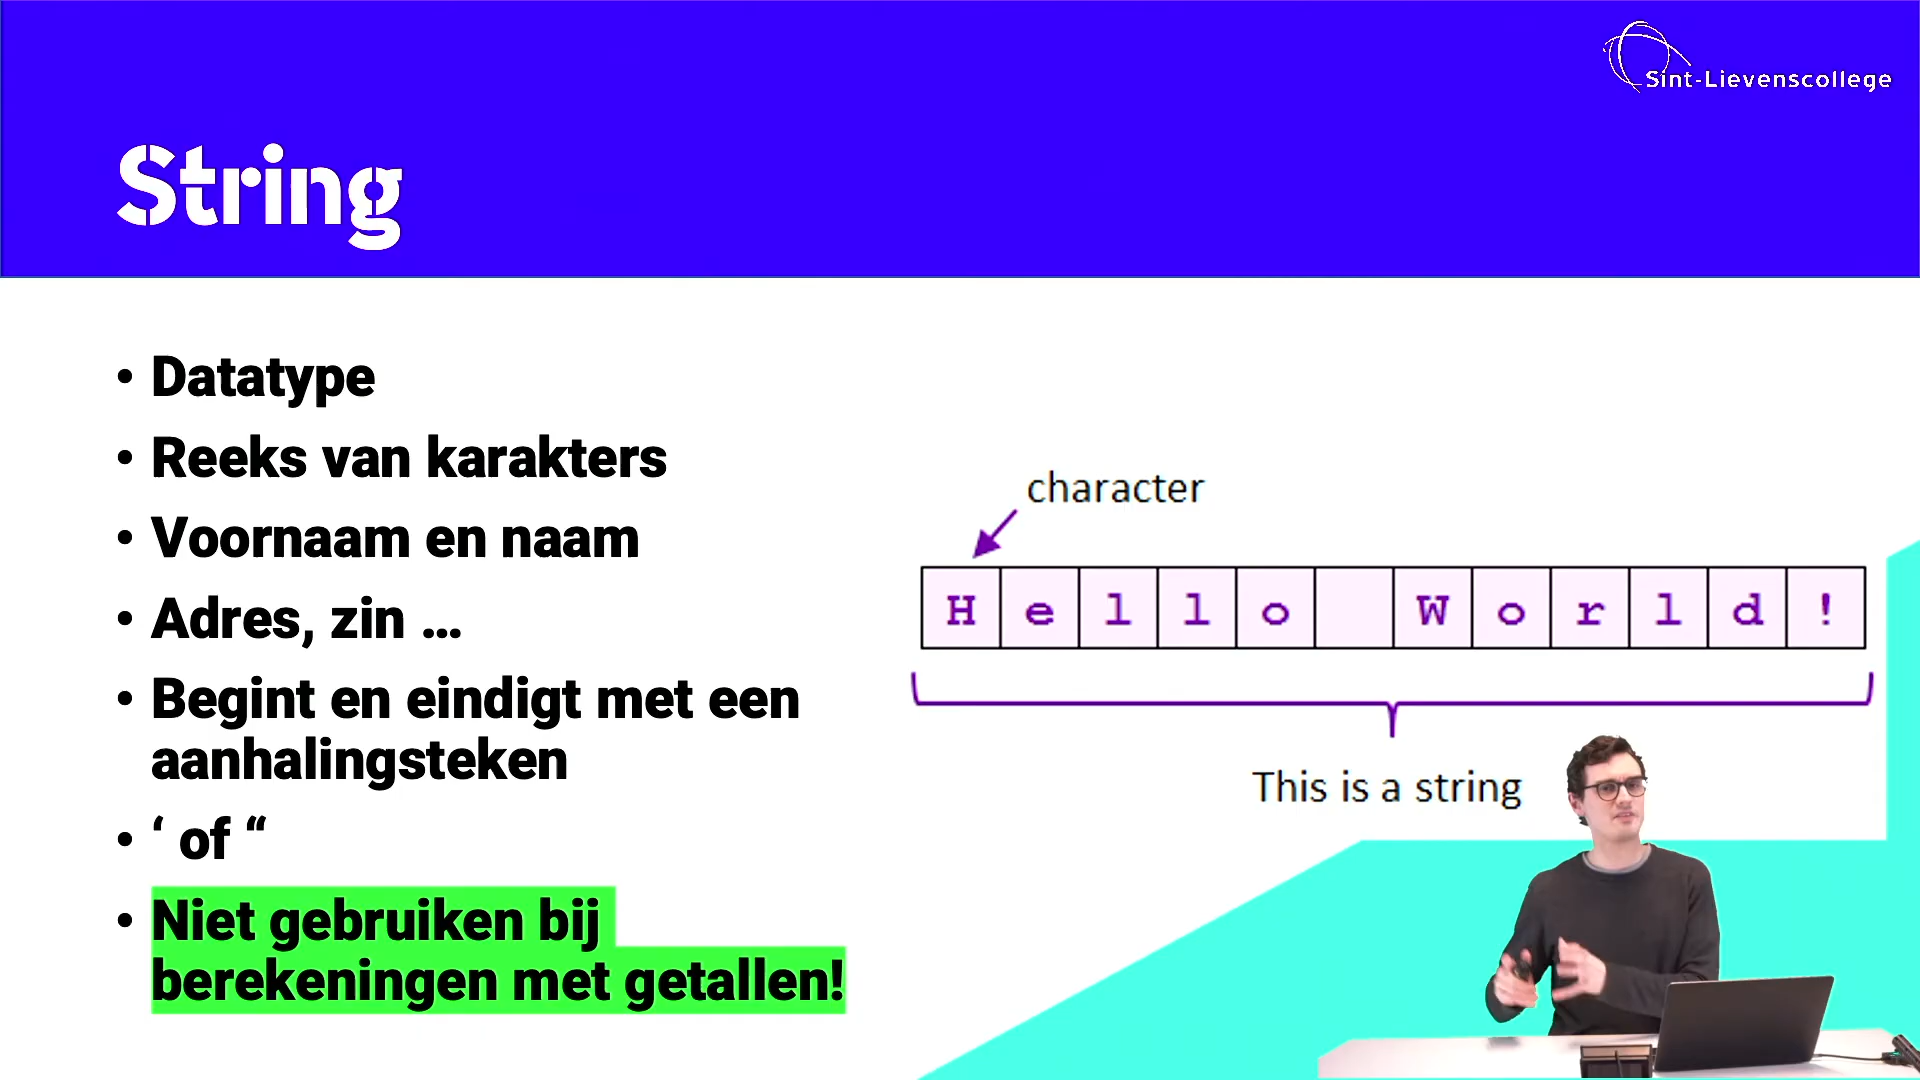 Sint-Lievenscollege
String
• Datatype
• Reeks van karakters
• Voornaam en naam
• Adres, zin ...
• Begint en eindigt met een
aanhalingsteken
• ‘ of “
• Niet gebruiken bij
berekeningen met getallen!
character
H e l l o W o r l d !
This is a string